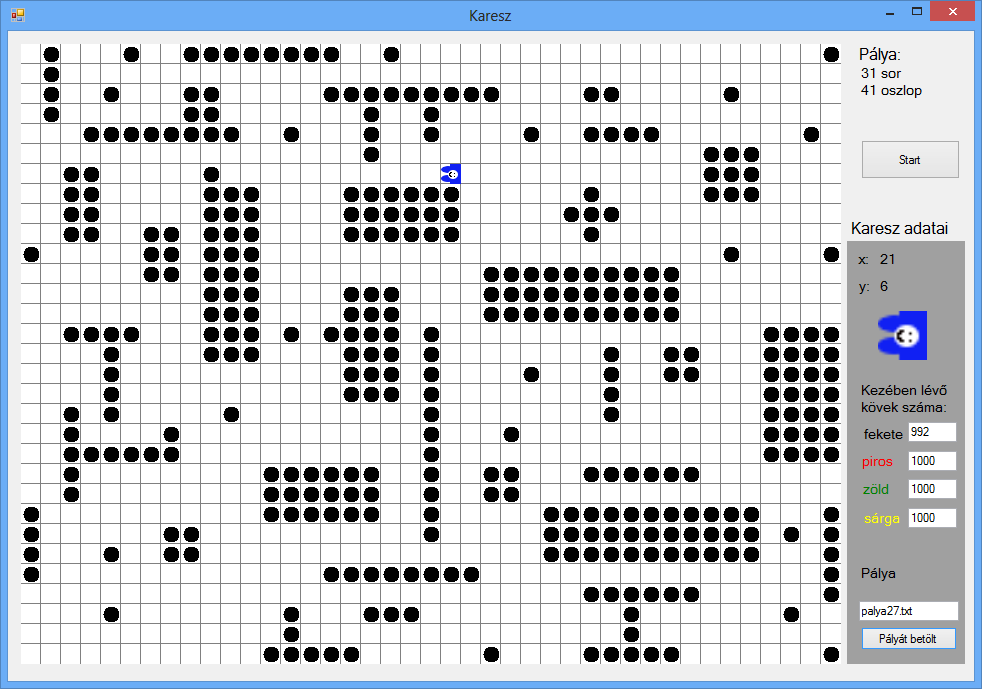 Karesz
Pálya:
31 sor
41 oszlop
Start
Karesz adatai
x: 21
y: 6
Kezében lévő
kövek száma:
fekete 992
piros 1000
zöld 1000
sárga 1000
Pálya
palya27.txt
Pályát betölt